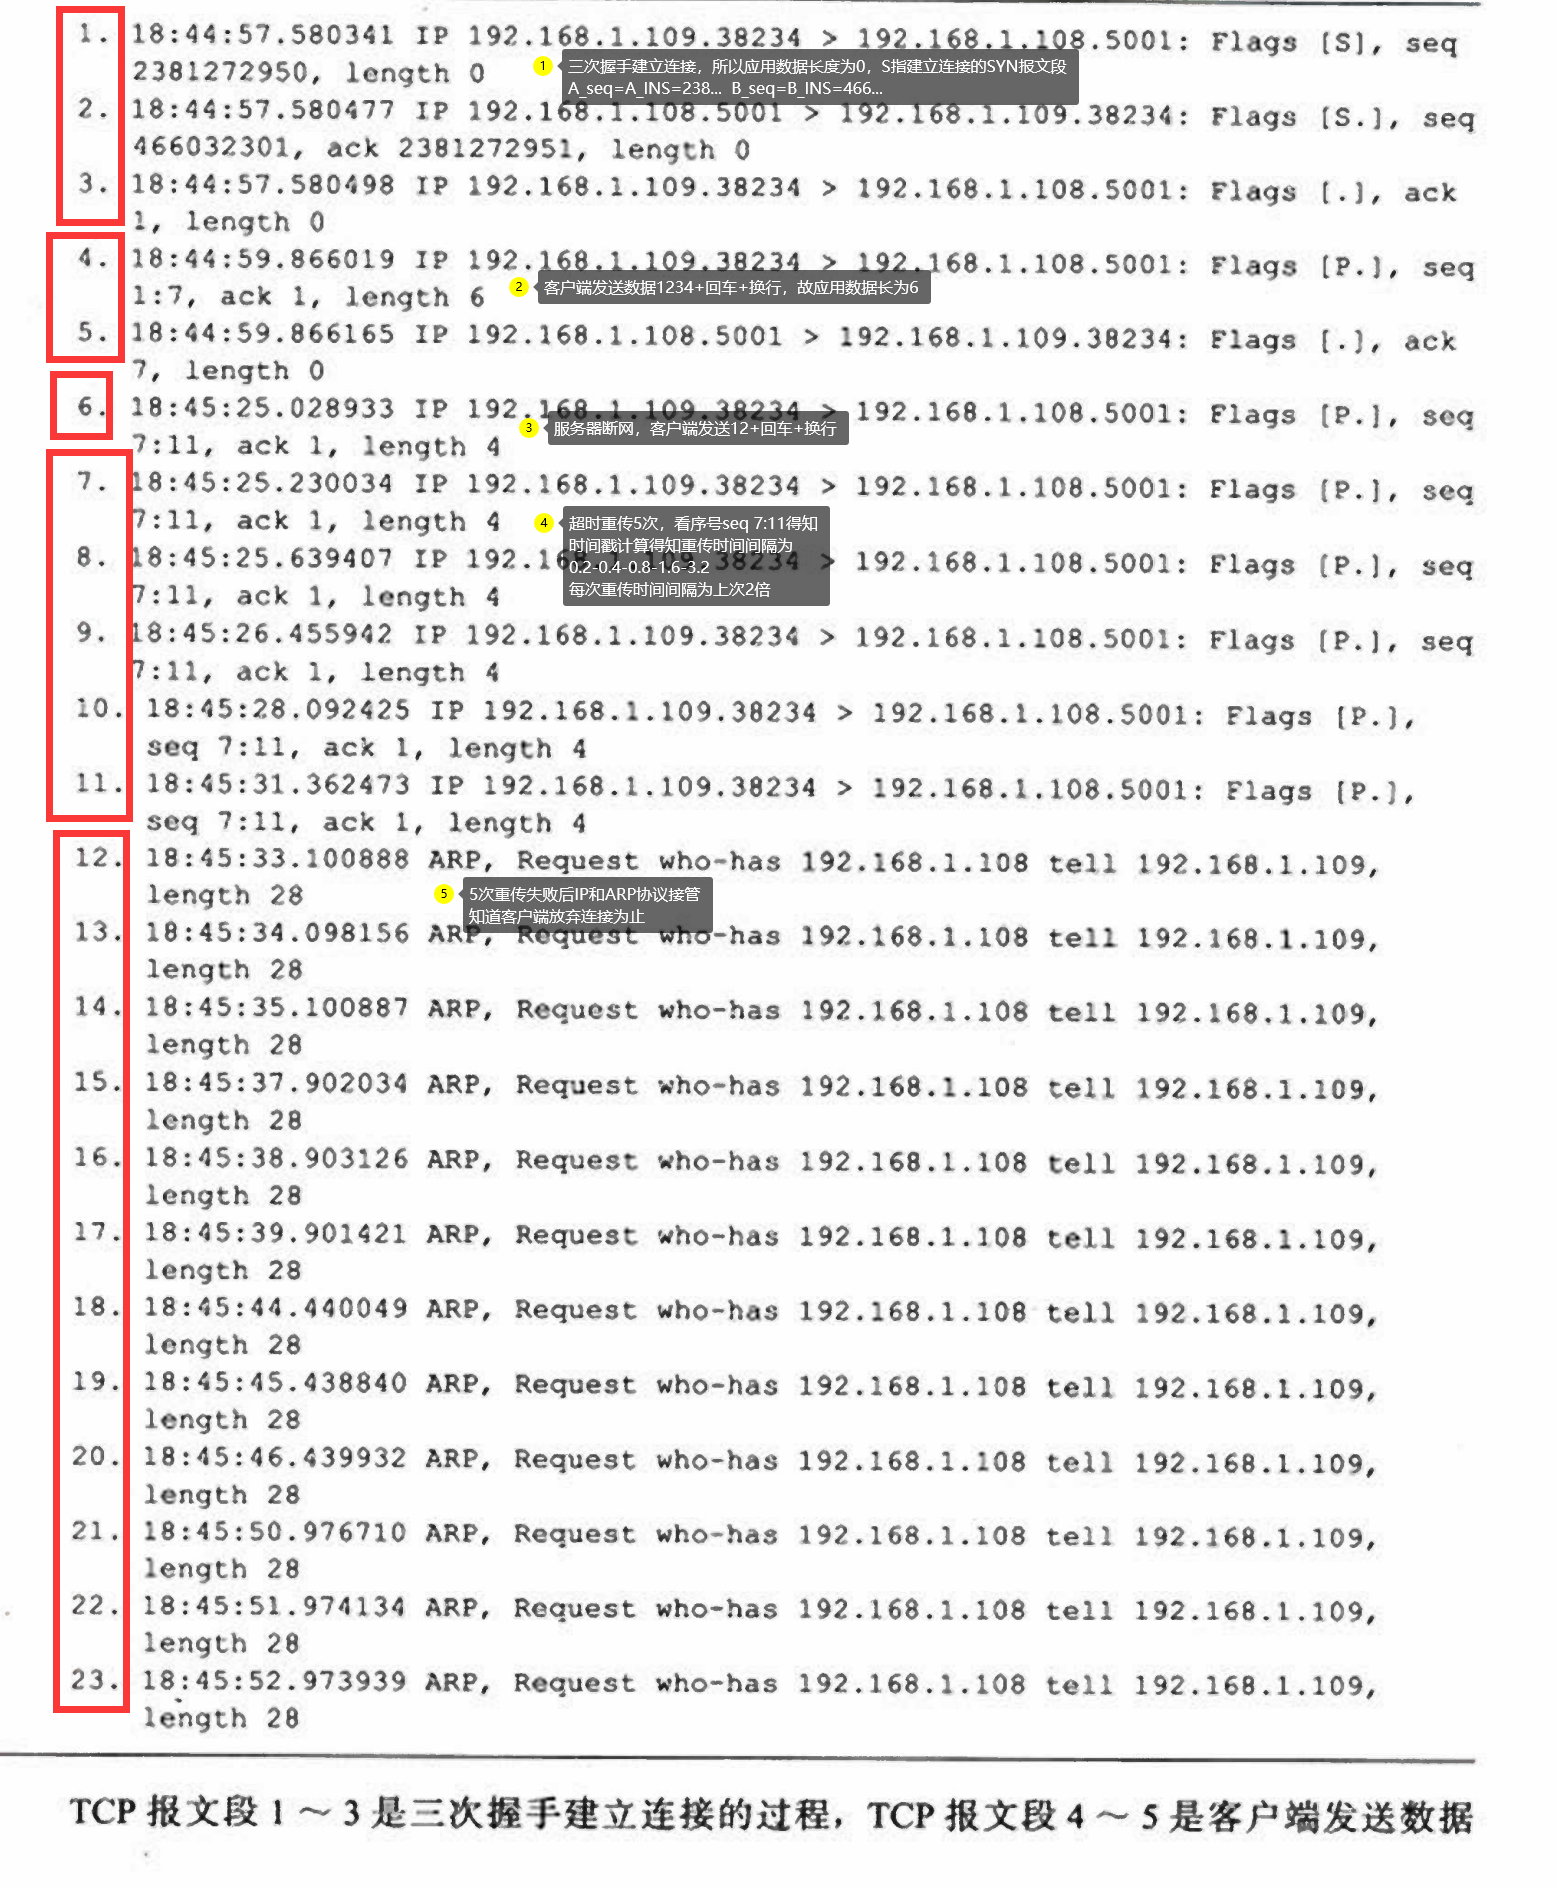 1. 18:44:57.580341 IP 192.168.1.109.38234 > 192.168.1.108.5001: Flags [S], seq
2381272950, length 0
1 三次握手建立连接，所以应用数据长度为0，S指建立连接的SYN报文段
A_seq=A_INS=238... B_seq=B_INS=466...
2. 18:44:57.580477 IP 192.168.1.108.5001 > 192.168.1.109.38234: Flags [S.], seq
466032301, ack 2381272951, length 0
3. 18:44:57.580498 IP 192.168.1.109.38234 > 192.168.1.108.5001: Flags [.], ack
1, length 0
4. 18:44:59.866019 IP 192.168.1.109.38234 > 192.168.1.108.5001: Flags [P.], seq
1:7, ack 1, length 6
2 客户端发送数据1234+回车+换行，故应用数据长为6
5. 18:44:59.866165 IP 192.168.1.108.5001 > 192.168.1.109.38234: Flags [.], ack
7, length 0
6. 18:45:25.028933 IP 192.168.1.109.38234 > 192.168.1.108.5001: Flags [P.], seq
7:11, ack 1, length 4
3 服务器断网，客户端发送12+回车+换行
7. 18:45:25.230034 IP 192.168.1.109.38234 > 192.168.1.108.5001: Flags [P.], seq
7:11, ack 1, length 4
4 超时重传5次，看序号seq 7:11得知
时间戳计算得知重传时间间隔为
0.2-0.4-0.8-1.6-3.2
每次重传时间间隔为上次2倍
8. 18:45:25.639407 IP 192.168.1.109.38234 > 192.168.1.108.5001: Flags [P.], seq
7:11, ack 1, length 4
9. 18:45:26.455942 IP 192.168.1.109.38234 > 192.168.1.108.5001: Flags [P.], seq
7:11, ack 1, length 4
10. 18:45:28.092425 IP 192.168.1.109.38234 > 192.168.1.108.5001: Flags [P.],
seq 7:11, ack 1, length 4
11. 18:45:31.362473 IP 192.168.1.109.38234 > 192.168.1.108.5001: Flags [P.],
seq 7:11, ack 1, length 4
12. 18:45:33.100888 ARP, Request who-has 192.168.1.108 tell 192.168.1.109,
length 28
5 5次重传失败后IP和ARP协议接管
知道客户端放弃连接为止
13. 18:45:34.098156 ARP, Request who-has 192.168.1.108 tell 192.168.1.109,
length 28
14. 18:45:35.100887 ARP, Request who-has 192.168.1.108 tell 192.168.1.109,
length 28
15. 18:45:37.902034 ARP, Request who-has 192.168.1.108 tell 192.168.1.109,
length 28
16. 18:45:38.903126 ARP, Request who-has 192.168.1.108 tell 192.168.1.109,
length 28
17. 18:45:39.901421 ARP, Request who-has 192.168.1.108 tell 192.168.1.109,
length 28
18. 18:45:44.440049 ARP, Request who-has 192.168.1.108 tell 192.168.1.109,
length 28
19. 18:45:45.438840 ARP, Request who-has 192.168.1.108 tell 192.168.1.109,
length 28
20. 18:45:46.439932 ARP, Request who-has 192.168.1.108 tell 192.168.1.109,
length 28
21. 18:45:50.976710 ARP, Request who-has 192.168.1.108 tell 192.168.1.109,
length 28
22. 18:45:51.974134 ARP, Request who-has 192.168.1.108 tell 192.168.1.109,
length 28
23. 18:45:52.973939 ARP, Request who-has 192.168.1.108 tell 192.168.1.109,
length 28
TCP 报文段 1 ～ 3 是三次握手建立连接的过程，TCP 报文段 4 ～ 5 是客户端发送数据